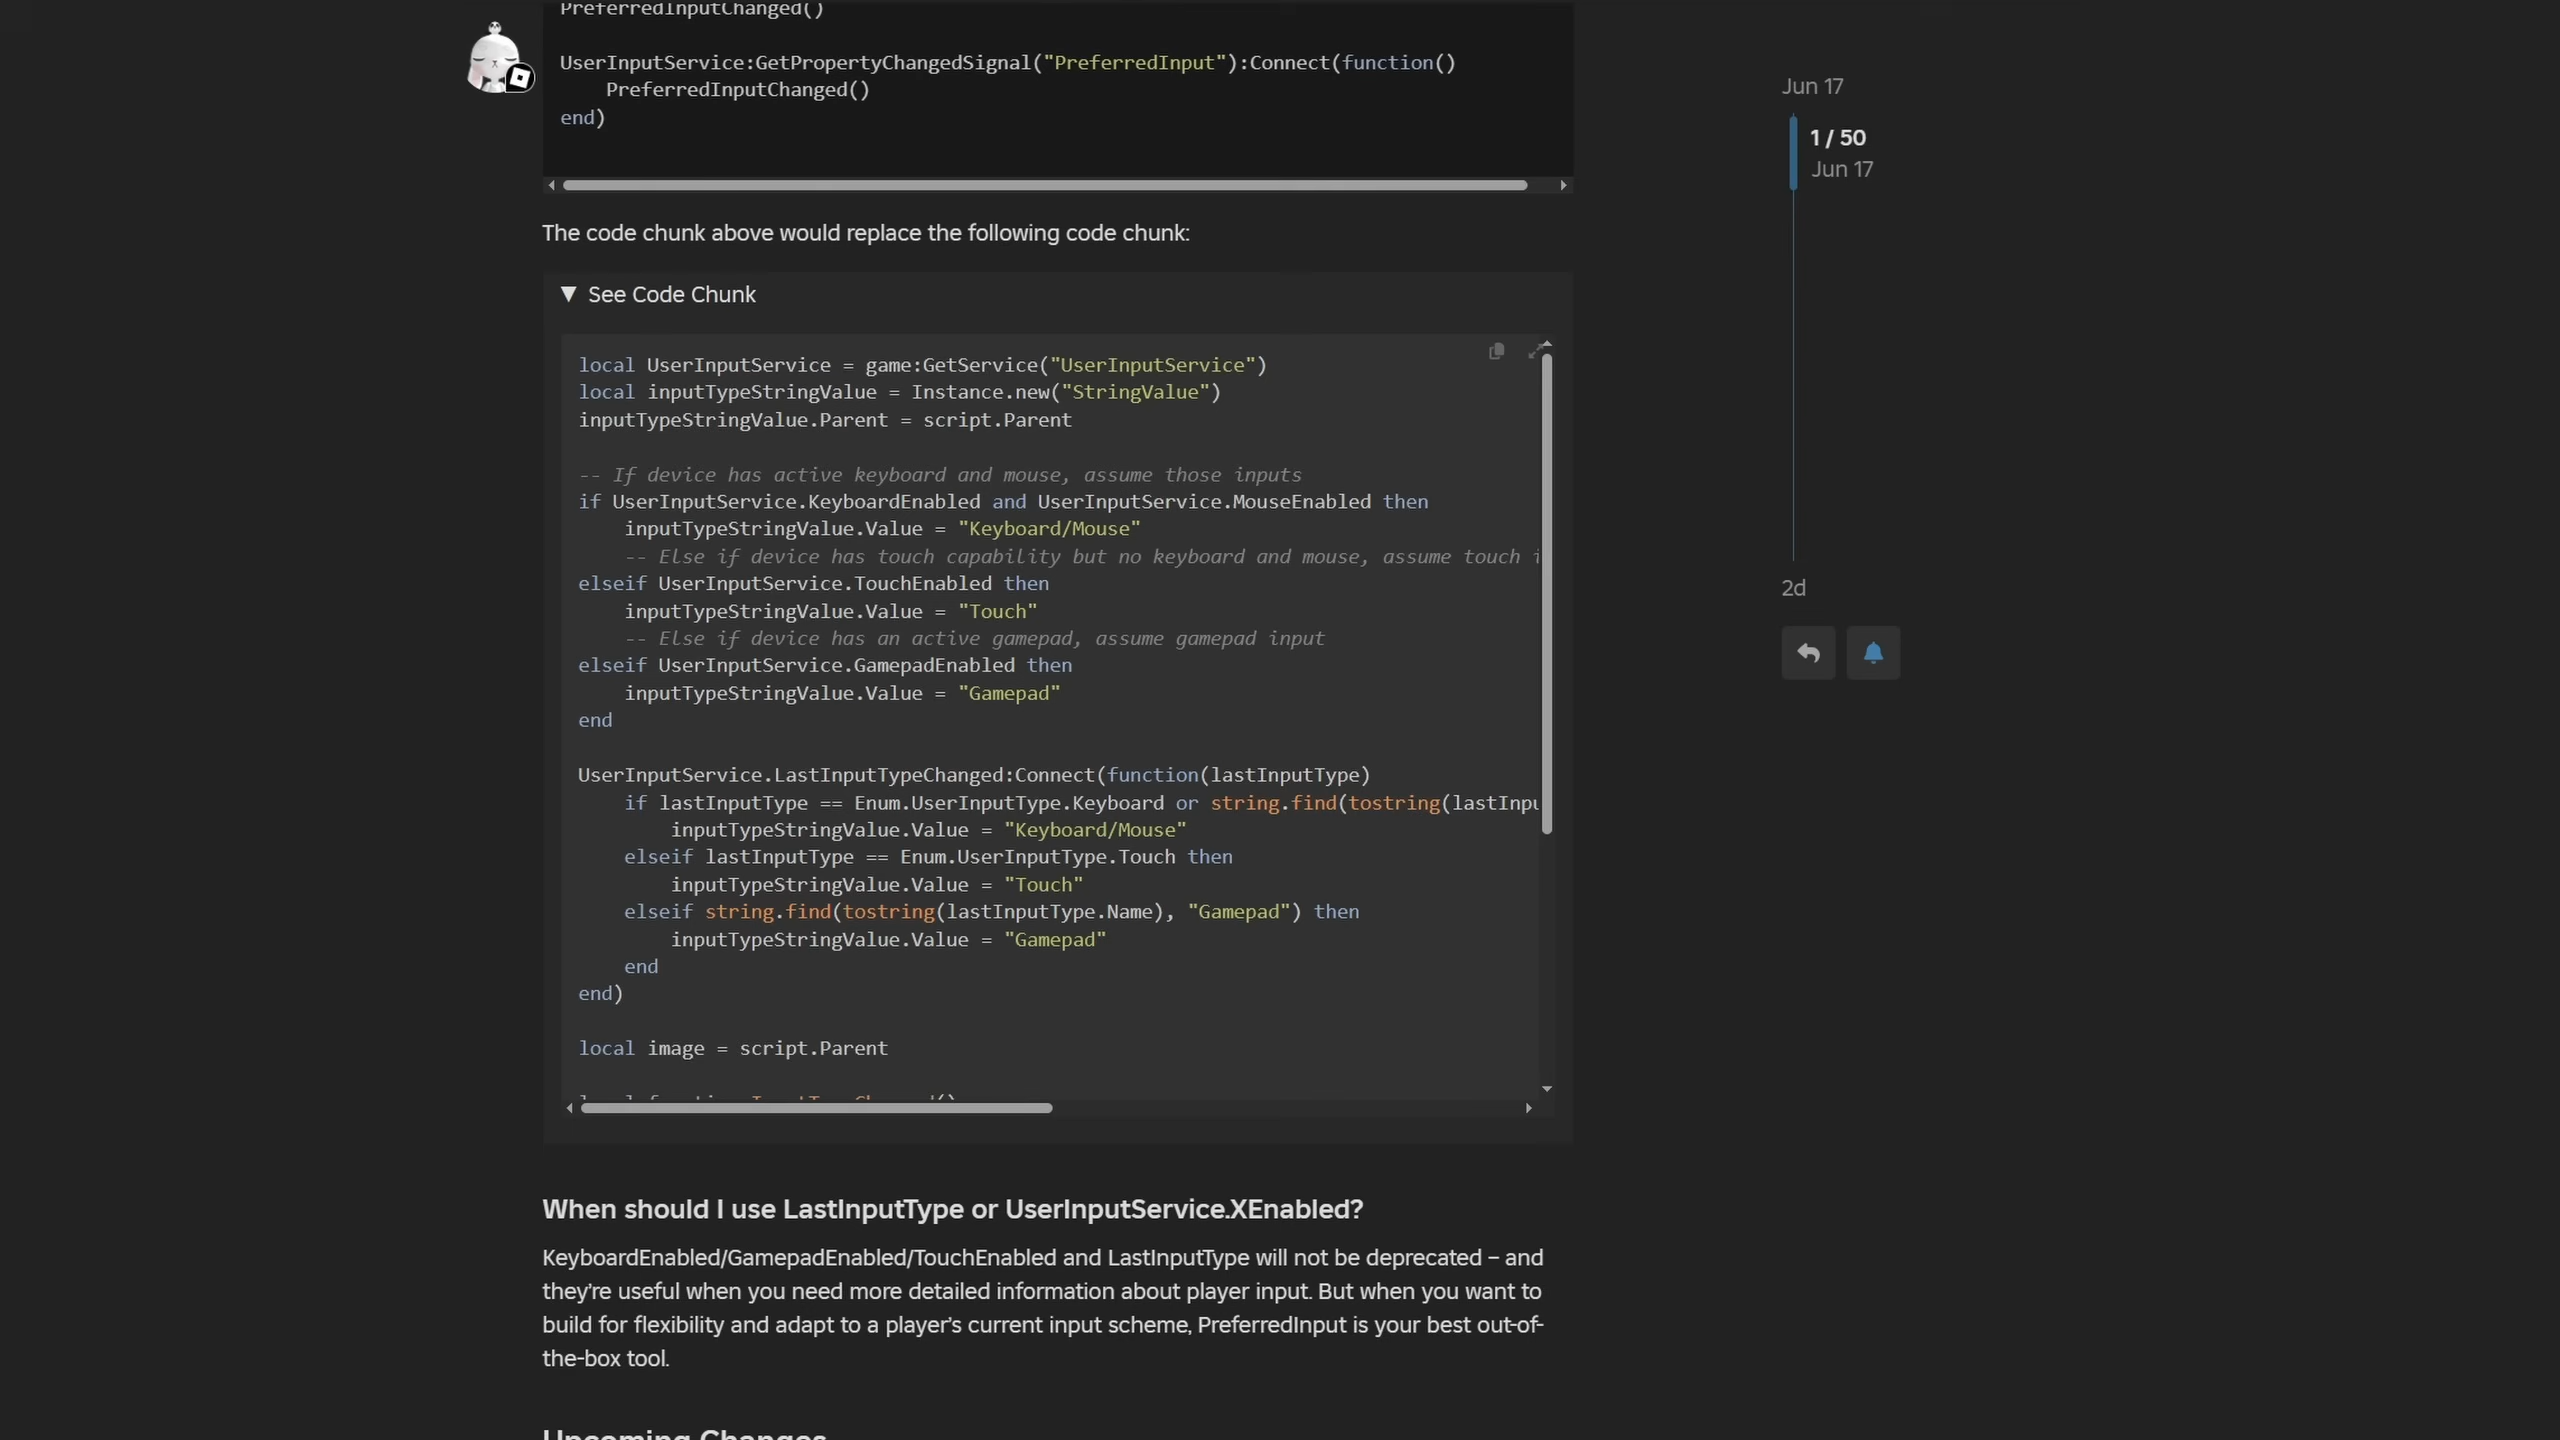 PreferredInputChanged()
UserInputService:GetPropertyChangedSignal("PreferredInput"):Connect(function()
    PreferredInputChanged()
end)
Jun 17
1 / 50
Jun 17
The code chunk above would replace the following code chunk:
▼ See Code Chunk
local UserInputService = game:GetService("UserInputService")
local inputTypeStringValue = Instance.new("StringValue")
inputTypeStringValue.Parent = script.Parent
-- If device has active keyboard and mouse, assume those inputs
if UserInputService.KeyboardEnabled and UserInputService.MouseEnabled then
    inputTypeStringValue.Value = "Keyboard/Mouse"
    -- Else if device has touch capability but no keyboard and mouse, assume touch
elseif UserInputService.TouchEnabled then
    inputTypeStringValue.Value = "Touch"
    -- Else if device has an active gamepad, assume gamepad input
elseif UserInputService.GamepadEnabled then
    inputTypeStringValue.Value = "Gamepad"
end
2d
UserInputService.LastInputTypeChanged:Connect(function(lastInputType)
    if lastInputType == Enum.UserInputType.Keyboard or string.find(tostring(lastInpu
        inputTypeStringValue.Value = "Keyboard/Mouse"
    elseif lastInputType == Enum.UserInputType.Touch then
        inputTypeStringValue.Value = "Touch"
    elseif string.find(tostring(lastInputType.Name), "Gamepad") then
        inputTypeStringValue.Value = "Gamepad"
    end
end)
local image = script.Parent
When should I use LastInputType or UserInputService.XEnabled?
KeyboardEnabled/GamepadEnabled/TouchEnabled and LastInputType will not be deprecated – and
they're useful when you need more detailed information about player input. But when you want to
build for flexibility and adapt to a player's current input scheme, PreferredInput is your best out-of-
the-box tool.
Upcoming Changes